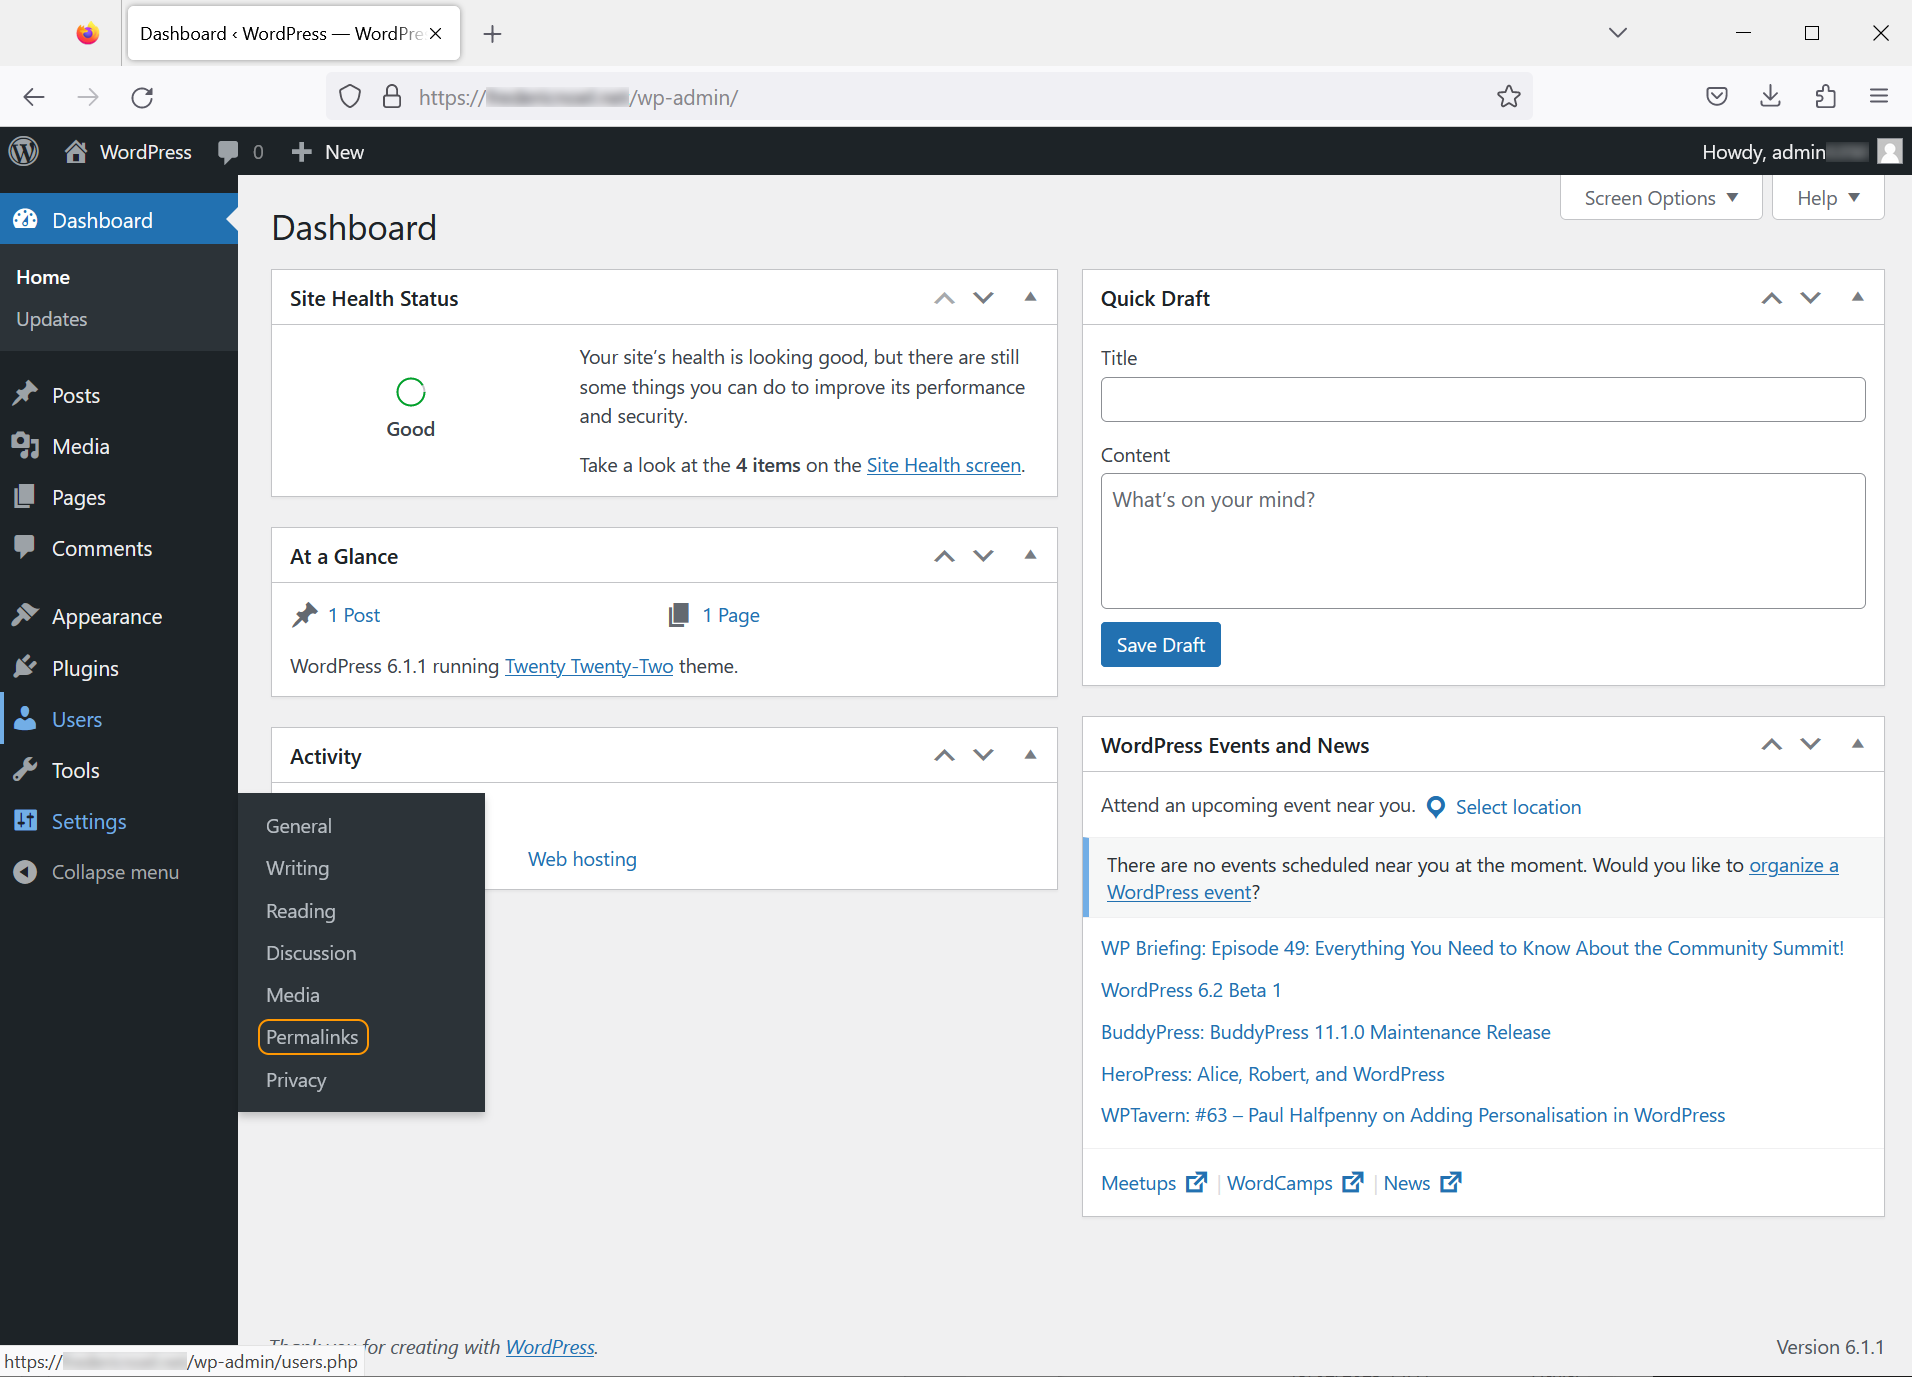 Dashboard ‹ WordPress — WordPre
https:// /wp-admin/
WordPress 0 New
Howdy, admin
Screen Options Help
Dashboard
Home
Updates
Posts
Media
Pages
Comments
Appearance
Plugins
Users
Tools
Settings
Collapse menu
General
Writing
Reading
Discussion
Media
Permalinks
Privacy
Dashboard
Site Health Status
Good
Your site’s health is looking good, but there are still
some things you can do to improve its performance
and security.
Take a look at the 4 items on the Site Health screen.
At a Glance
1 Post 1 Page
WordPress 6.1.1 running Twenty Twenty-Two theme.
Activity
Web hosting
Quick Draft
Title
Content
What’s on your mind?
Save Draft
WordPress Events and News
Attend an upcoming event near you. Select location
There are no events scheduled near you at the moment. Would you like to organize a
WordPress event?
WP Briefing: Episode 49: Everything You Need to Know About the Community Summit!
WordPress 6.2 Beta 1
BuddyPress: BuddyPress 11.1.0 Maintenance Release
HeroPress: Alice, Robert, and WordPress
WPTavern: #63 – Paul Halfpenny on Adding Personalisation in WordPress
Meetups | WordCamps | News
Thank you for creating with WordPress.
Version 6.1.1
https:// /wp-admin/users.php